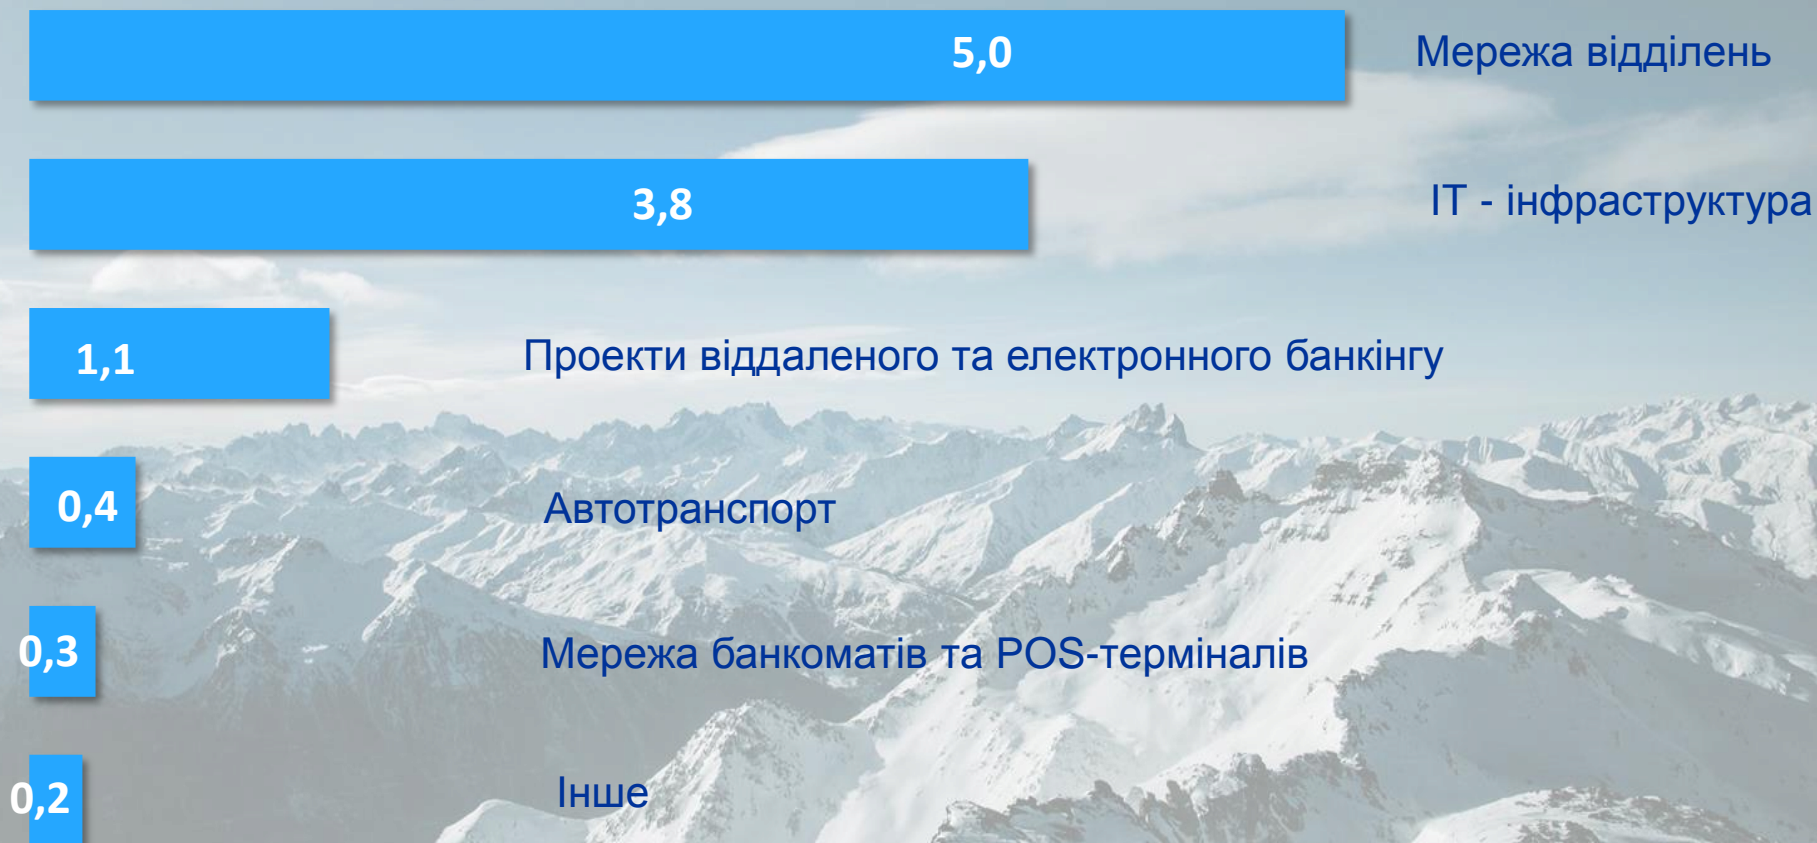 5,0 Мережа відділень
3,8 ІТ - інфраструктура
1,1 Проекти віддаленого та електронного банкінгу
0,4 Автотранспорт
0,3 Мережа банкоматів та POS-терміналів
0,2 Інше